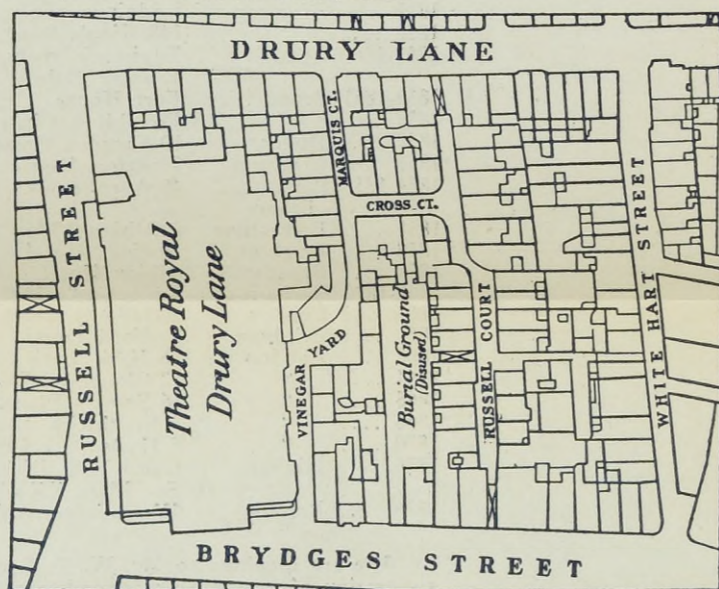 DRURY LANE
MARQUIS CT.
RUSSELL STREET
CROSS CT.
WHITE HART STREET
Theatre Royal
Drury Lane
Burial Ground
(Disused)
RUSSELL COURT
VINEGAR YARD
BRYDGES STREET